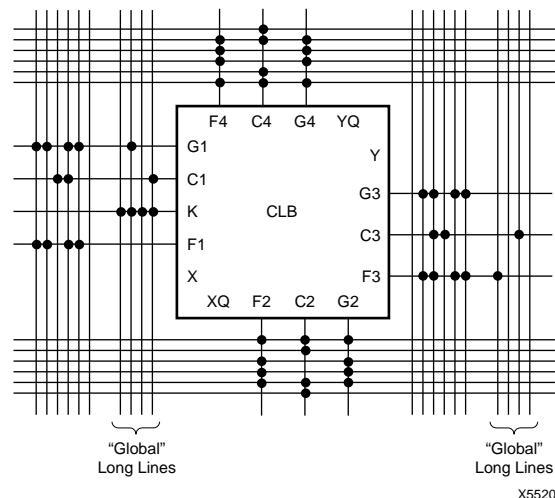 F4 C4 G4 YQ
G1
Y
C1
G3
K
CLB
C3
F1
X
F3
XQ F2 C2 G2
“Global”
Long Lines
“Global”
Long Lines
X5520